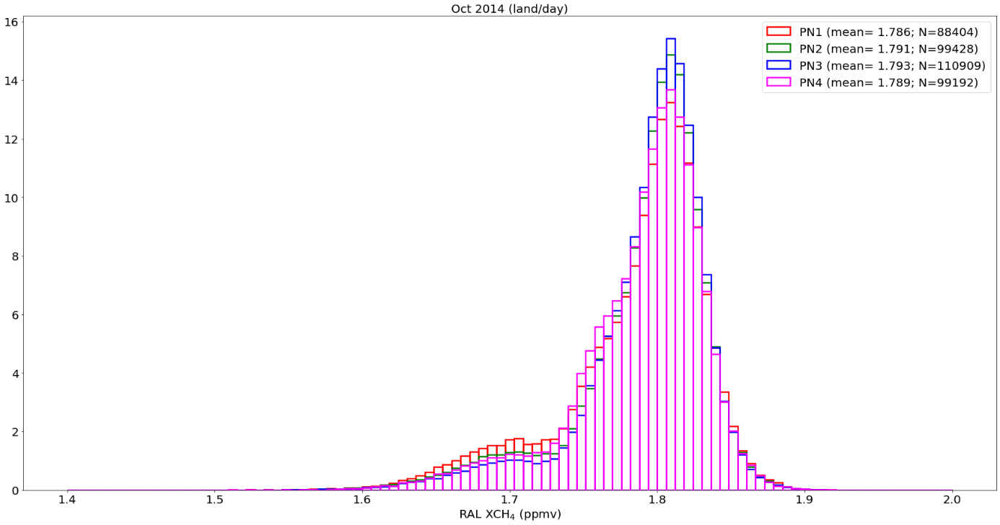 Oct 2014 (land/day)
PN1 (mean= 1.786; N=88404)
PN2 (mean= 1.791; N=99428)
PN3 (mean= 1.793; N=110909)
PN4 (mean= 1.789; N=99192)
16
14
12
10
8
6
4
2
0
1.4 1.5 1.6 1.7 1.8 1.9 2.0
RAL XCH₄ (ppmv)